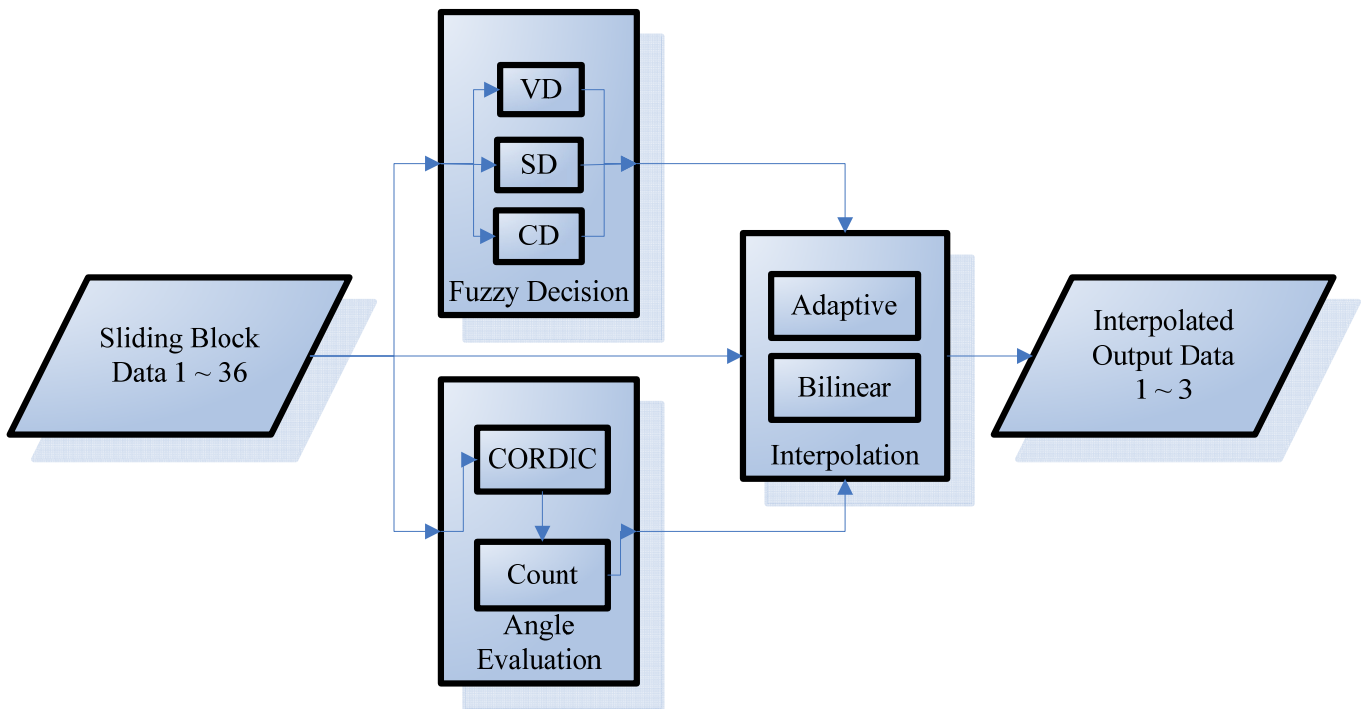 Sliding Block
Data 1 ~ 36
VD
SD
CD
Fuzzy Decision
CORDIC
Count
Angle
Evaluation
Adaptive
Bilinear
Interpolation
Interpolated
Output Data
1 ~ 3